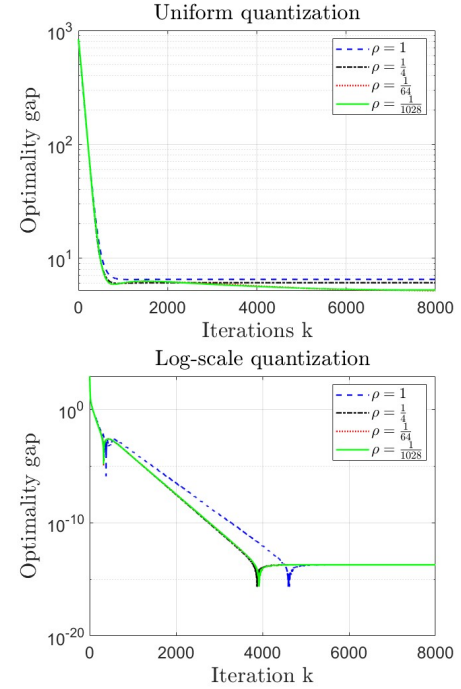 Uniform quantization
10^3
10^2
10^1
Optimality gap
ρ = 1
ρ = 1/4
ρ = 1/64
ρ = 1/1028
0 2000 4000 6000 8000
Iterations k
Log-scale quantization
10^0
10^-10
10^-20
Optimality gap
ρ = 1
ρ = 1/4
ρ = 1/64
ρ = 1/1028
0 2000 4000 6000 8000
Iteration k